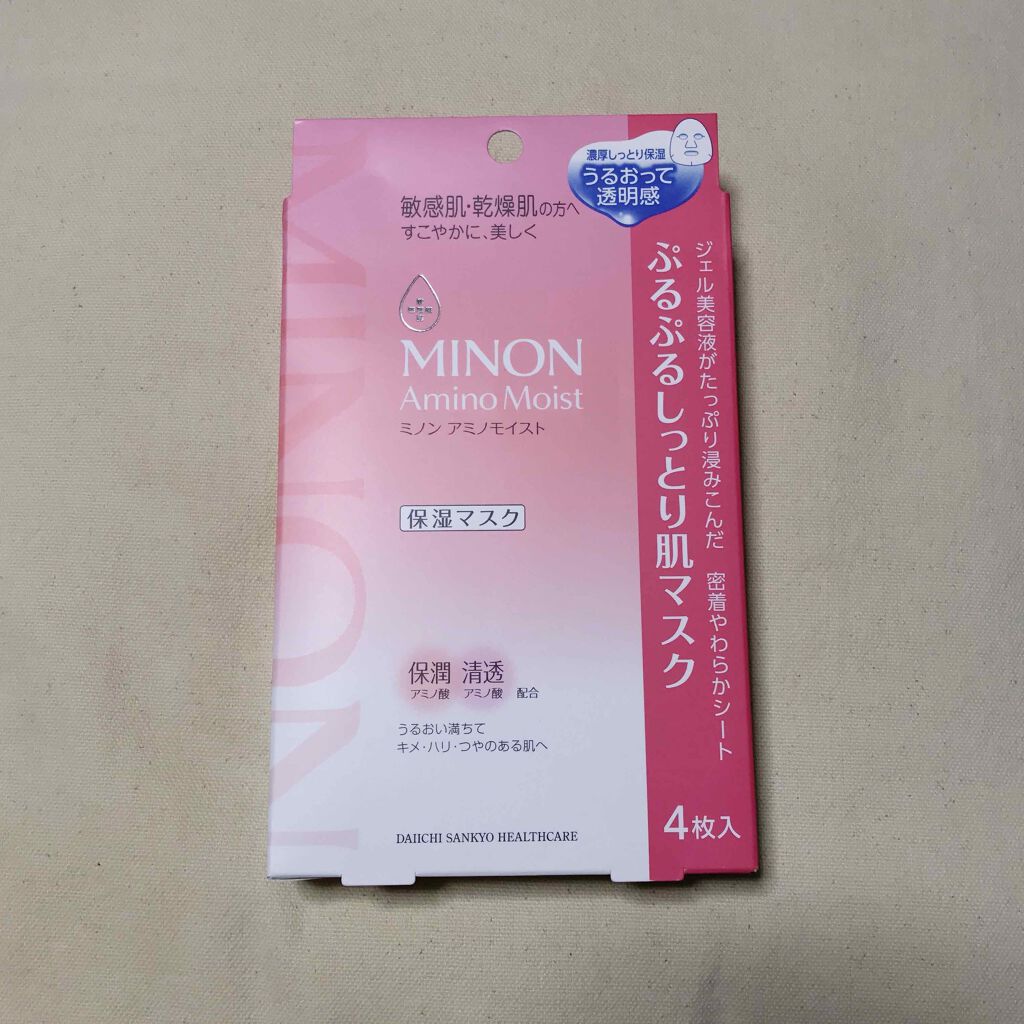 濃厚しっとり保湿
うるおって
透明感
敏感肌・乾燥肌の方へ
すこやかに、美しく
MINON
Amino Moist
ミノン アミノモイスト
保湿マスク
保潤 清透
アミノ酸 アミノ酸 配合
うるおい満ちて
キメ・ハリ・つやのある肌へ
DAIICHI SANKYO HEALTHCARE
ジェル美容液がたっぷり浸みこんだ 密着やわらかシート
ぷるぷるしっとり肌マスク
4枚入
MINON